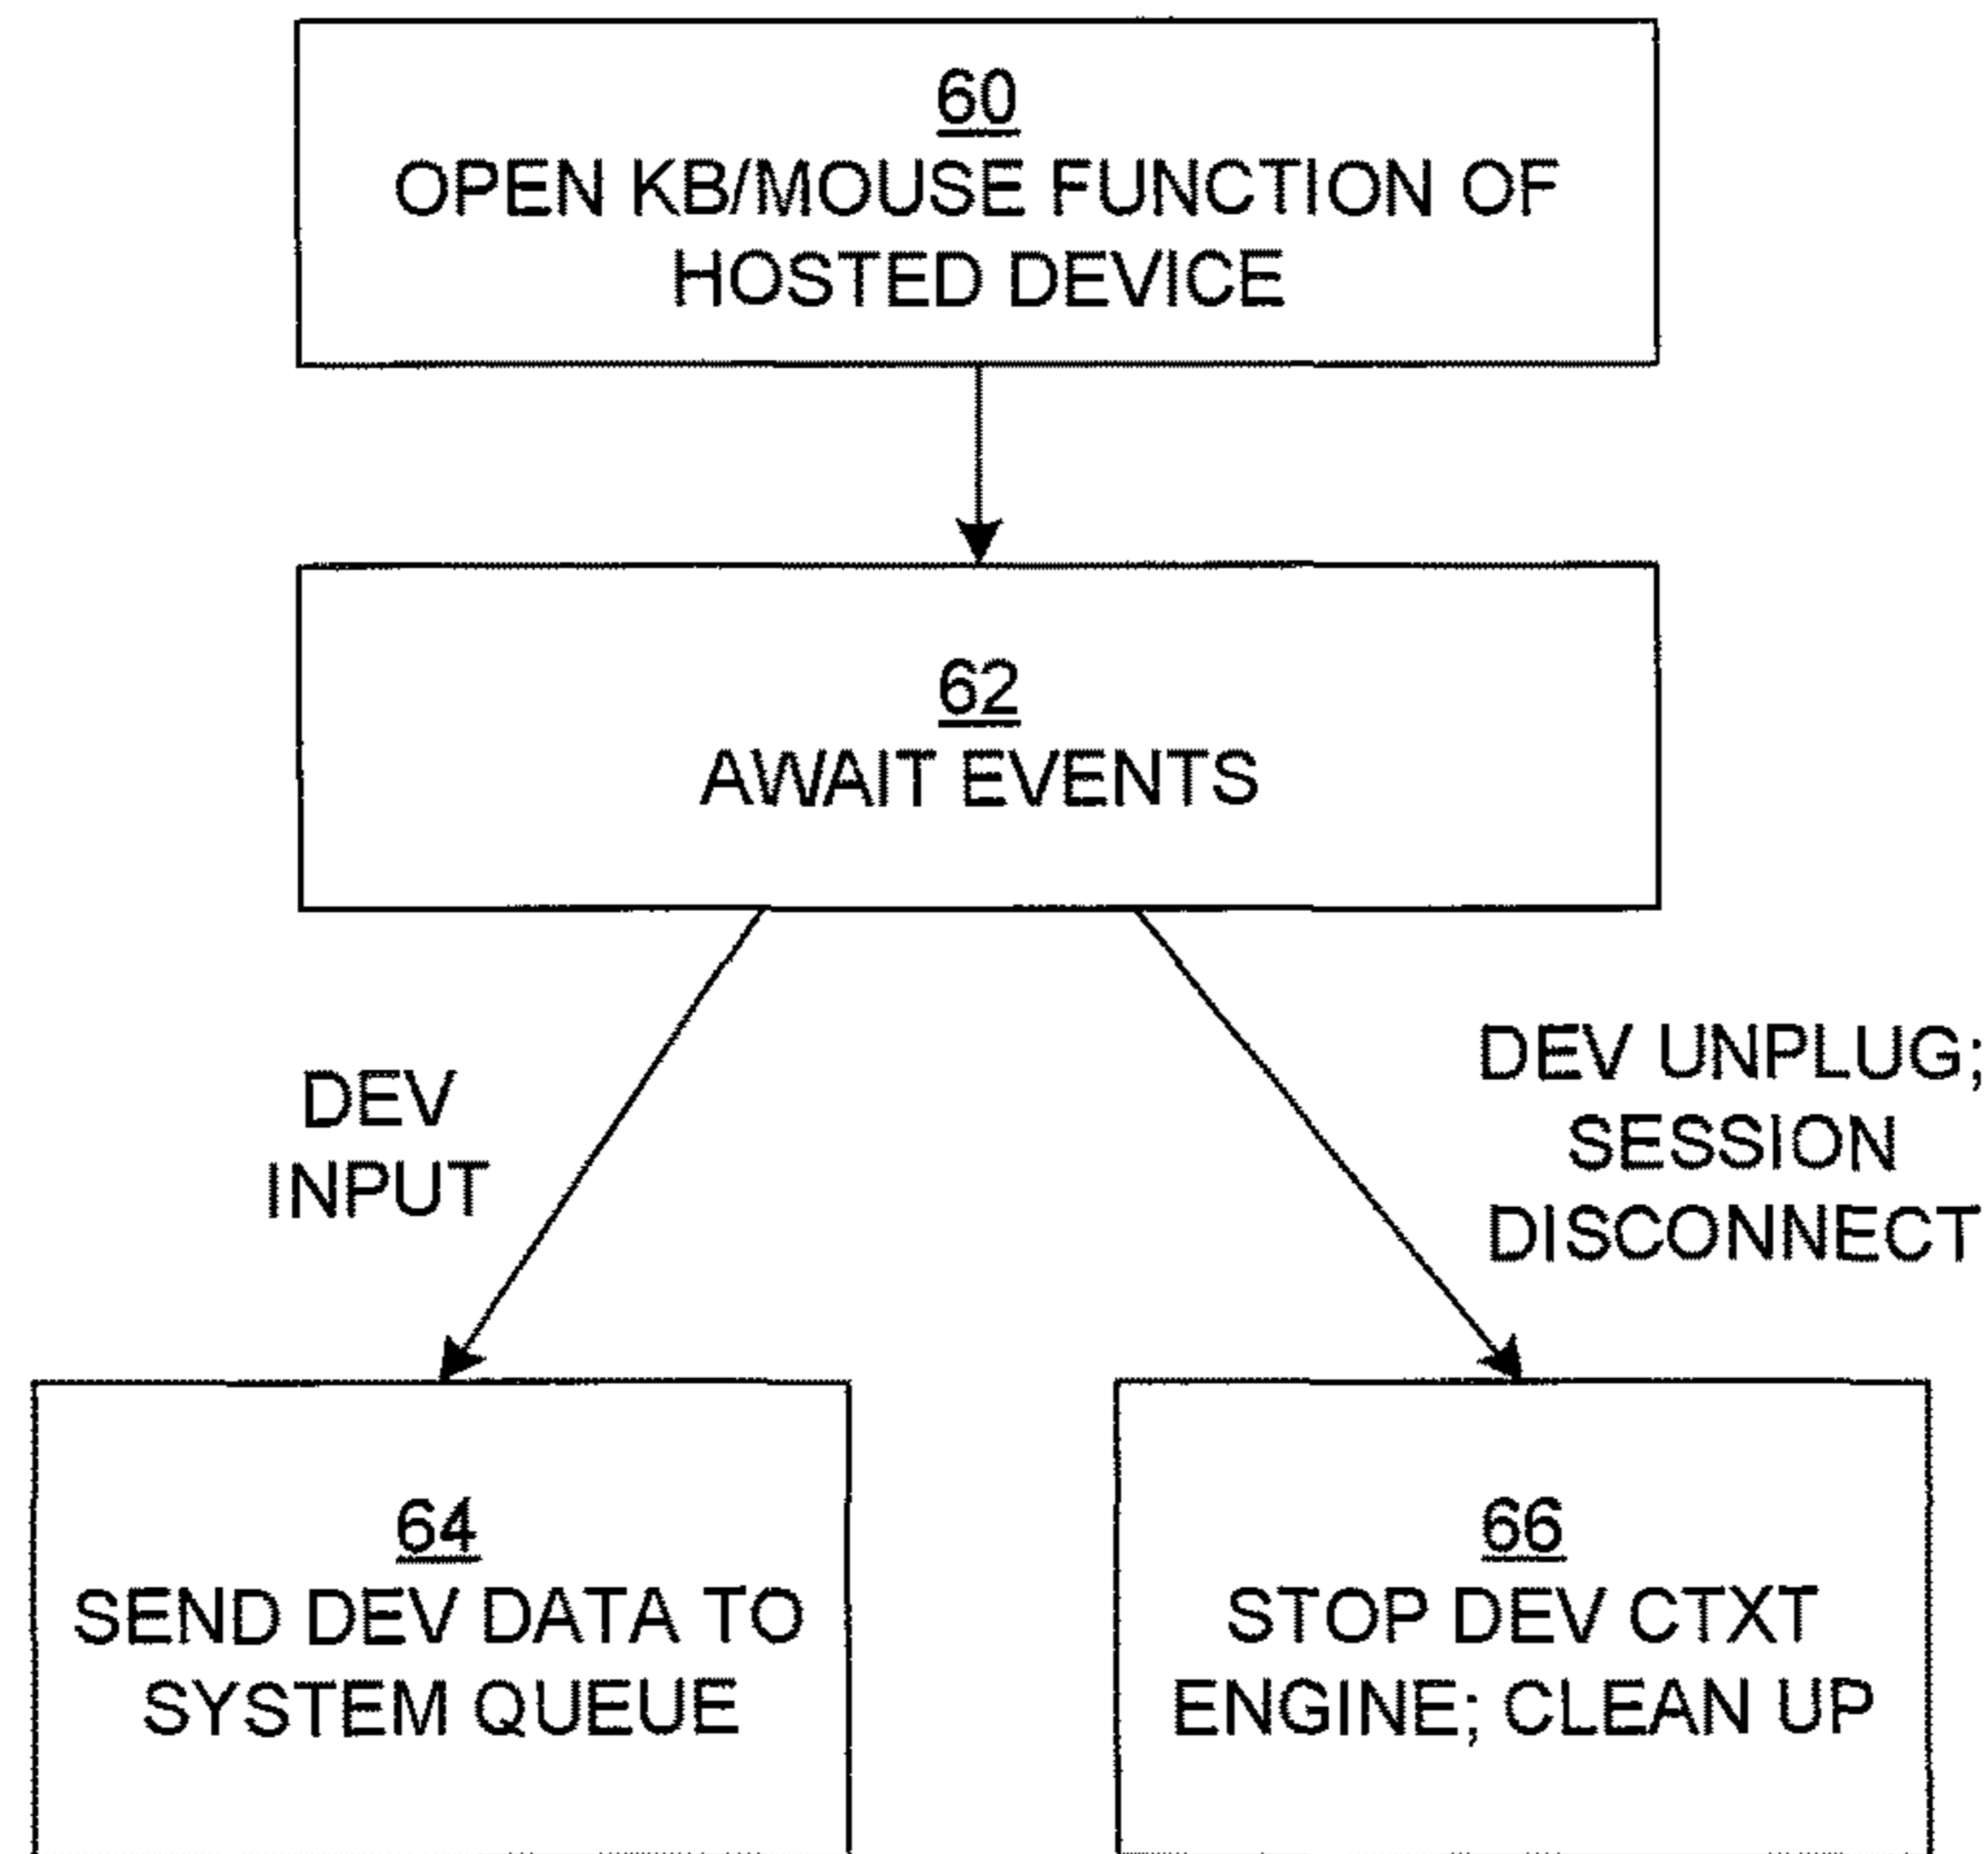 60
OPEN KB/MOUSE FUNCTION OF
HOSTED DEVICE
62
AWAIT EVENTS
DEV
INPUT
DEV UNPLUG;
SESSION
DISCONNECT
64
SEND DEV DATA TO
SYSTEM QUEUE
66
STOP DEV CTXT
ENGINE; CLEAN UP